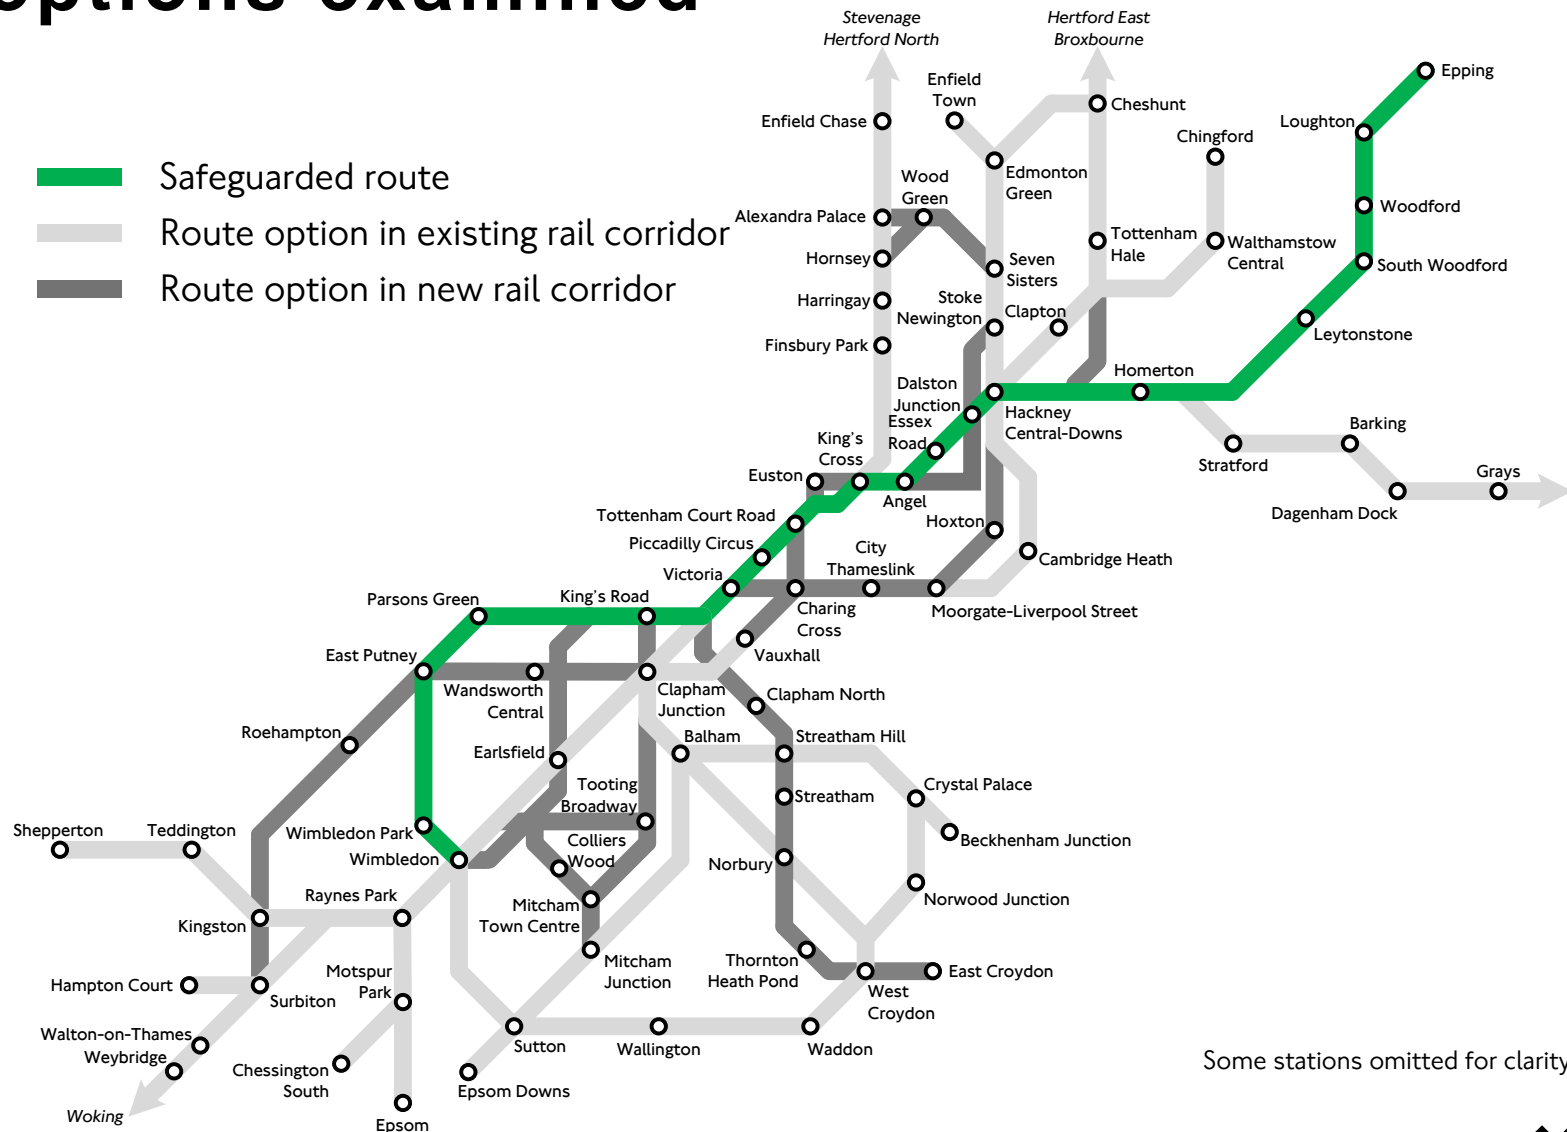 options examined
Safeguarded route
Route option in existing rail corridor
Route option in new rail corridor
Stevenage
Hertford North
Hertford East
Broxbourne
Enfield
Town
Enfield Chase
Cheshunt
Epping
Loughton
Chingford
Edmonton
Green
Wood
Green
Woodford
Alexandra Palace
Tottenham
Hale
Walthamstow
Central
Hornsey
Seven
Sisters
South Woodford
Harringay
Stoke
Newington
Clapton
Leytonstone
Finsbury Park
Homerton
Dalston
Junction
Hackney
Central-Downs
Essex
Road
Barking
King's
Cross
Stratford
Euston
Angel
Grays
Dagenham Dock
Tottenham Court Road
Hoxton
Piccadilly Circus
City
Thameslink
Cambridge Heath
Victoria
Parsons Green
King's Road
Charing
Cross
Moorgate-Liverpool Street
East Putney
Vauxhall
Wandsworth
Central
Clapham
Junction
Clapham North
Roehampton
Earlsfield
Balham
Streatham Hill
Tooting
Broadway
Streatham
Crystal Palace
Shepperton
Teddington
Wimbledon Park
Beckhenham Junction
Wimbledon
Colliers
Wood
Norbury
Raynes Park
Mitcham
Town Centre
Norwood Junction
Kingston
Hampton Court
Surbiton
Motspur
Park
Mitcham
Junction
Thornton
Heath Pond
East Croydon
West
Croydon
Walton-on-Thames
Weybridge
Sutton
Wallington
Waddon
Chessington
South
Epsom Downs
Woking
Epsom
Some stations omitted for clarity